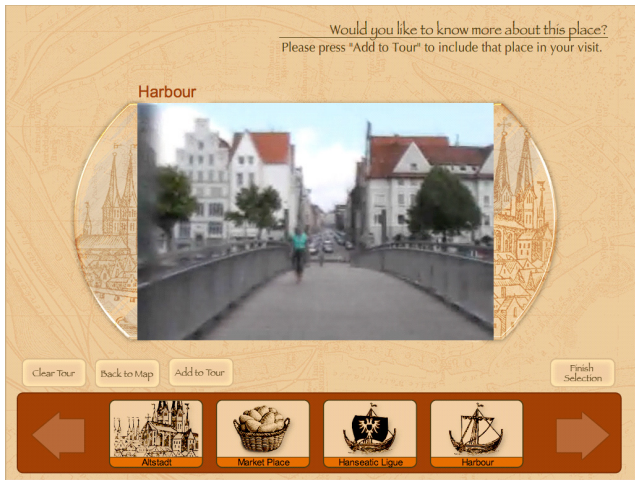 Would you like to know more about this place?
Please press "Add to Tour" to include that place in your visit.
Harbour
Clear Tour
Back to Map
Add to Tour
Finish
Selection
Altstadt
Market Place
Hanseatic Ligue
Harbour